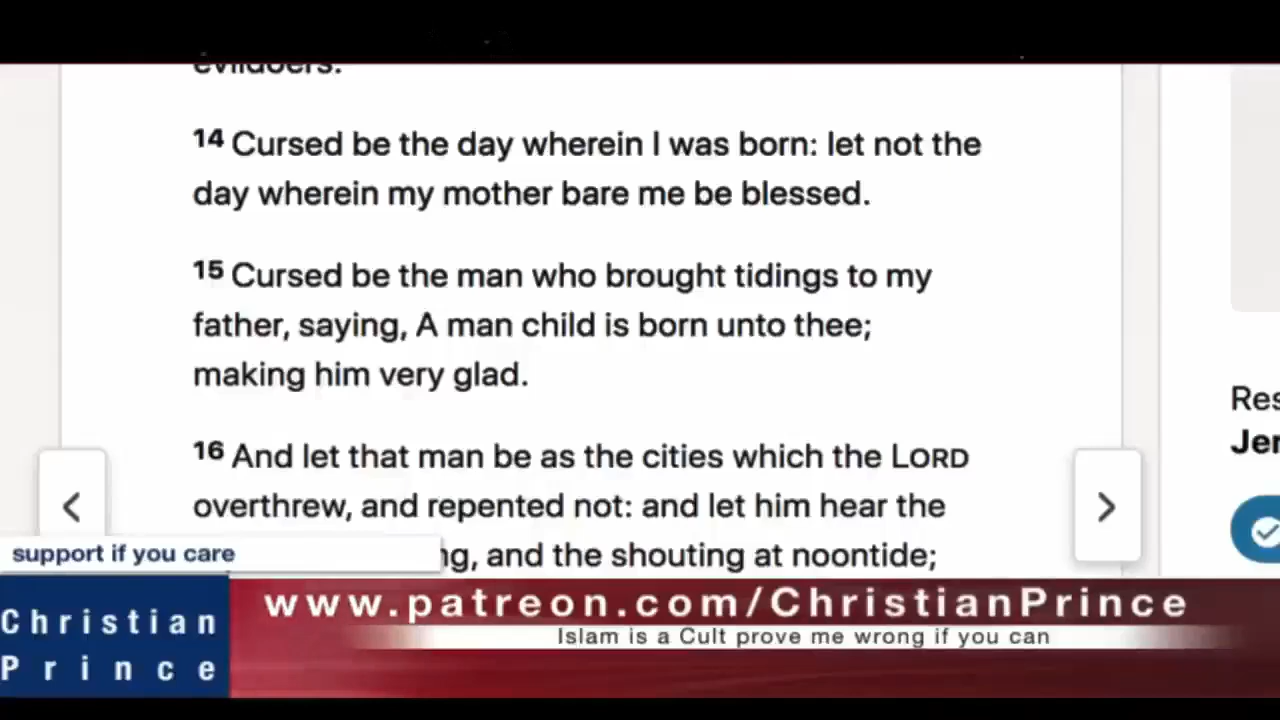 evildoers.
14 Cursed be the day wherein I was born: let not the
day wherein my mother bare me be blessed.
15 Cursed be the man who brought tidings to my
father, saying, A man child is born unto thee;
making him very glad.
16 And let that man be as the cities which the LORD
overthrew, and repented not: and let him hear the
ng, and the shouting at noontide;
Res
Jer
support if you care
Christian
Prince
www.patreon.com/ChristianPrince
Islam is a Cult prove me wrong if you can